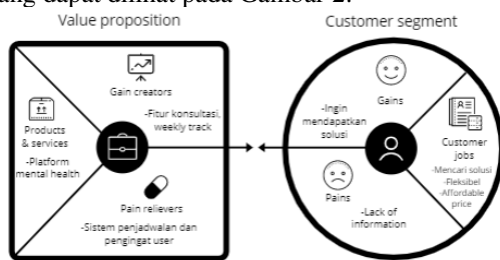 yang dapat dilihat pada Gambar 2.
Value proposition
Customer segment
Gain creators
-Fitur konsultasi,
weekly track
Products
& services
-Platform
mental health
Pain relievers
-Sistem penjadwalan dan
pengingat user
Gains
-Ingin
mendapatkan
solusi
Customer
jobs
-Mencari solusi
-Fleksibel
-Affordable
price
Pains
-Lack of
information